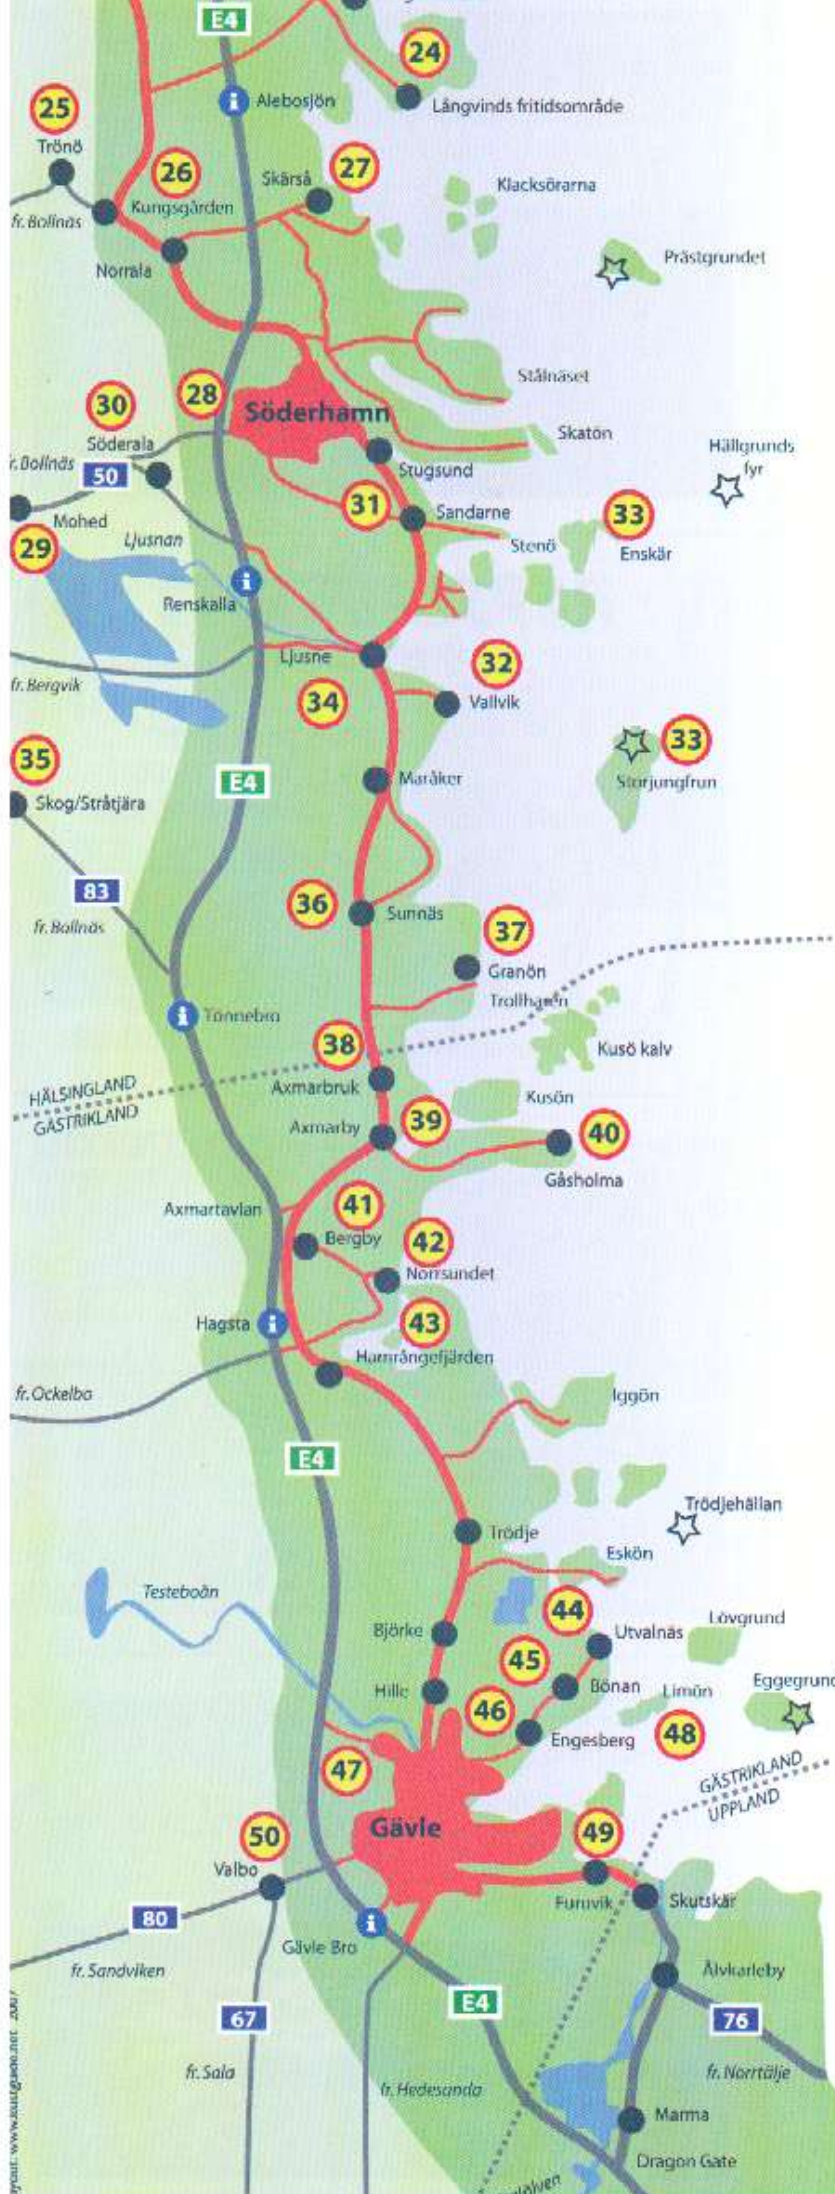 E4
24
Alebosjön
Långvinds fritidsområde
25
Trönö
26
Skärså
27
Klacksörarna
Kungsgården
fr. Bollnäs
Norrala
Prästgrundet
Stålnäset
30
28
Söderhamn
Söderala
Skatön
Hällgrunds
fyr
fr. Bollnäs
50
Stugsund
Mohed
31
Sandarne
33
29
Ljusnan
Stenö
Enskär
Renskalla
Ljusne
32
fr. Bergvik
34
Vallvik
33
35
E4
Maråker
Storjungfrun
Skog/Stråtjära
83
36
Sunnäs
fr. Bollnäs
37
Granön
Trollharen
Tönnebro
38
Kusö kalv
HÄLSINGLAND
GÄSTRIKLAND
Axmarbruk
Kusön
Axmarby
39
40
Gåsholma
Axmartavlan
41
Bergby
42
Norrsundet
Hagsta
43
Hamrångefjärden
fr. Ockelbo
Iggön
E4
Trödjehällan
Trödje
Eskön
Testeboån
44
Lövgrund
Björke
Utvalnäs
45
Hille
Bönan
Limön
Eggegrund
46
Engesberg
48
47
GÄSTRIKLAND
UPPLAND
Gävle
50
49
Valbo
Furuvik
Skutskär
80
Gävle Bro
fr. Sandviken
Älvkarleby
E4
67
76
fr. Sala
fr. Hedesunda
fr. Norrtälje
Marma
Dragon Gate
www.kustguide.net 2007